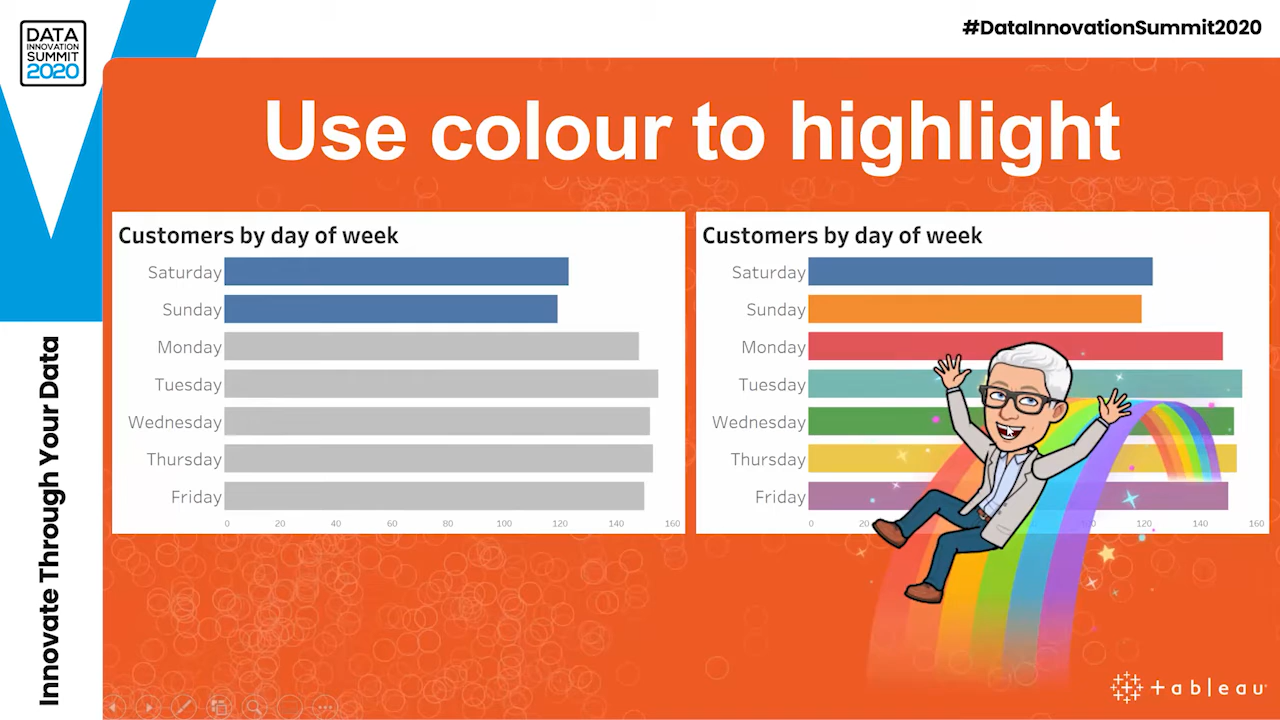 DATA
INNOVATION
SUMMIT
2020
#DataInnovationSummit2020
Innovate Through Your Data
Use colour to highlight
Customers by day of week
Saturday
Sunday
Monday
Tuesday
Wednesday
Thursday
Friday
0 20 40 60 80 100 120 140 160
Customers by day of week
Saturday
Sunday
Monday
Tuesday
Wednesday
Thursday
Friday
0 20 100 120 140 160
tableau